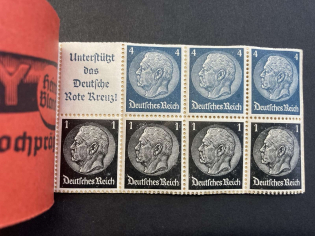 Unterstützt
das
Deutsche
Rote Kreuz!
4 4 4
Deutsches Reich Deutsches Reich Deutsches Reich
1 1 1 1
Deutsches Reich Deutsches Reich Deutsches Reich Deutsches Reich